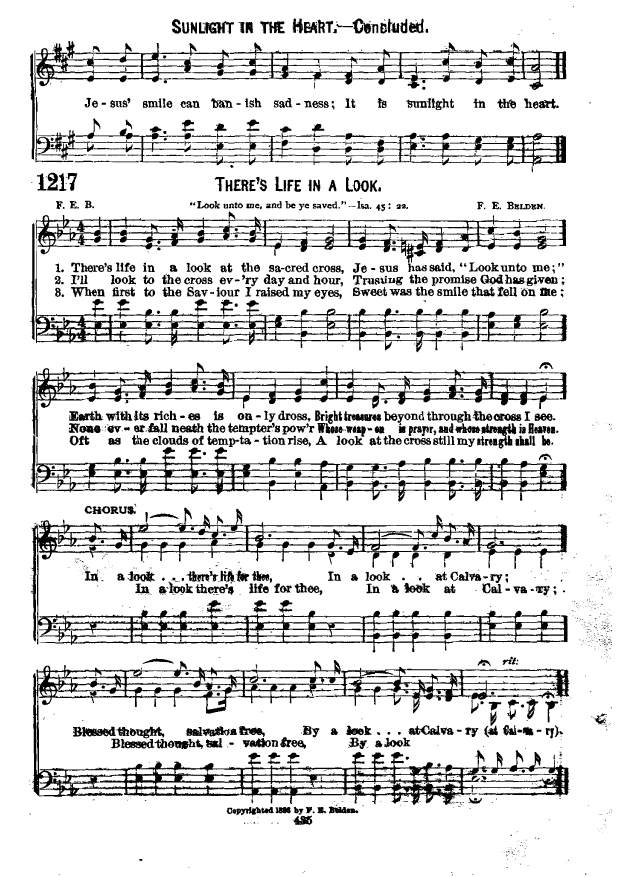 SUNLIGHT IN THE HEART.—Concluded.
Je-sus' smile can ban-ish sad-ness; It is sunlight in the heart.
1217
THERE'S LIFE IN A LOOK.
F. E. B. "Look unto me, and be ye saved."—Isa. 45: 22. F. E. BELDEN.
1. There's life in a look at the sa-cred cross, Je-sus has said, "Look unto me;"
2. I'll look to the cross ev-'ry day and hour, Trusting the promise God has given;
3. When first to the Sav-iour I raised my eyes, Sweet was the smile that fell on me;
Earth with its rich-es is on-ly dross, Bright treasures beyond through the cross I see.
None ev-er fall neath the tempter's pow'r Whose weap-on is prayer, and whose strength is Heaven.
Oft as the clouds of temp-ta-tion rise, A look at the cross still my strength shall be.
CHORUS.
In a look . . . there's life for thee, In a look . . . at Calva-ry;
In a look there's life for thee, In a look at Cal-va-ry;
rit:
Blessed thought, salvation free, By a look . . . at Calva-ry (at Cal-va-ry).
Blessed thought, sal-vation free, By a look
Copyrighted 1886 by F. E. Belden.
435